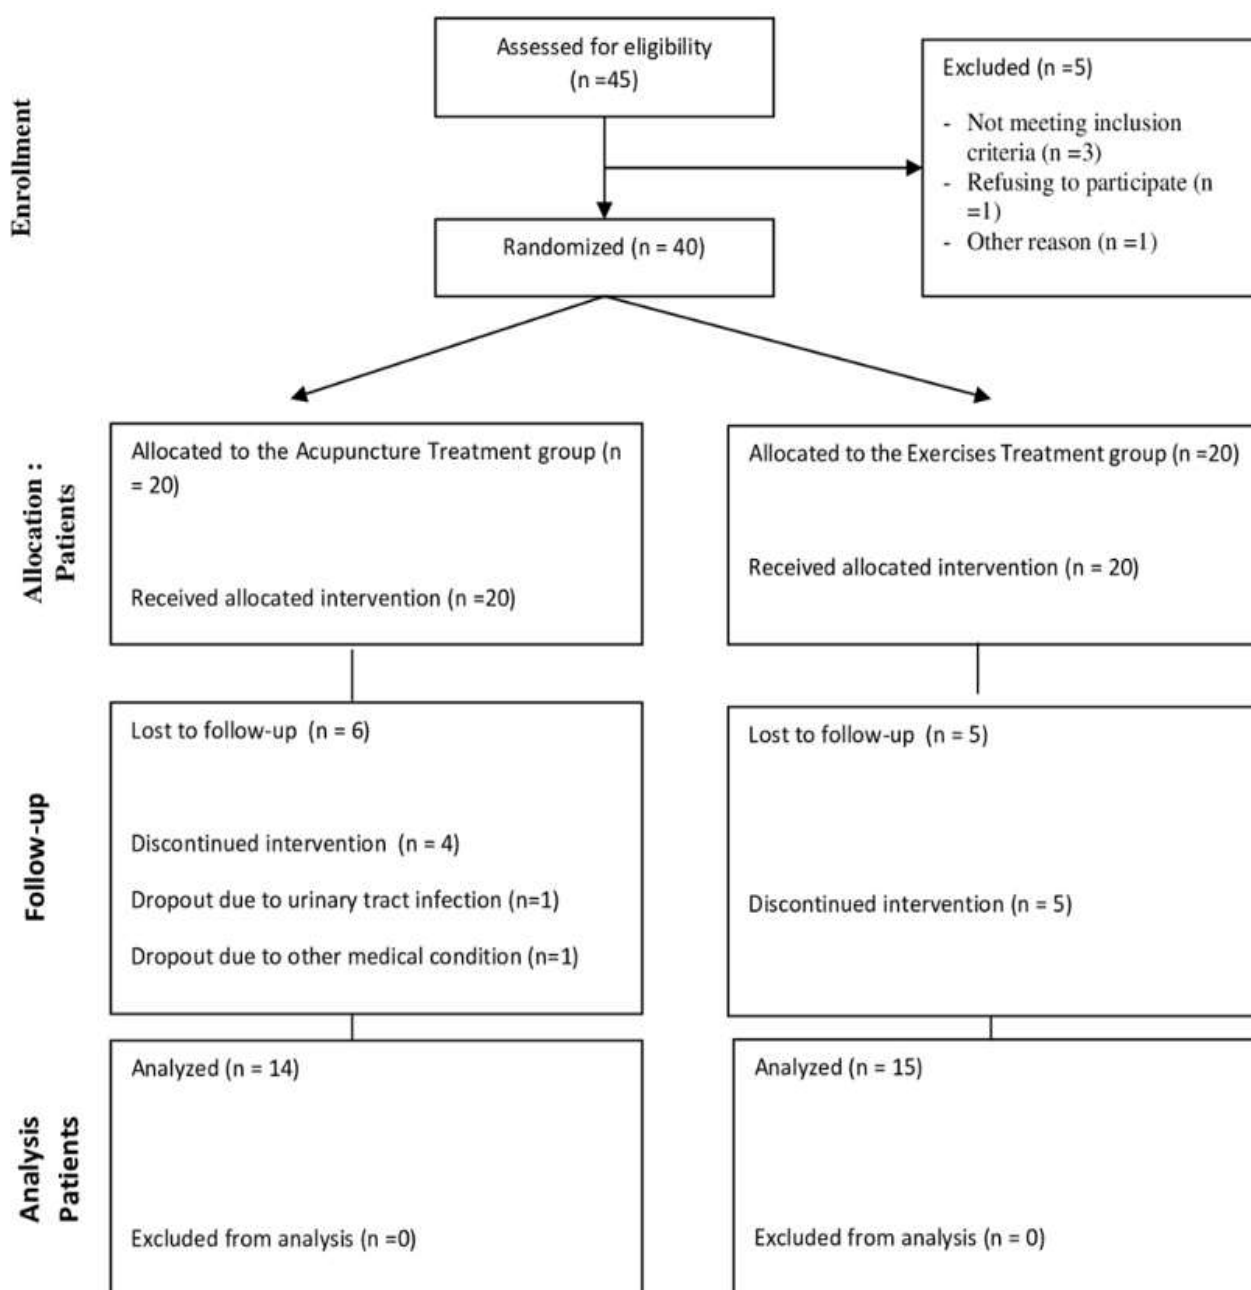 Enrollment
Assessed for eligibility
(n =45)
Excluded (n =5)
- Not meeting inclusion
criteria (n =3)
- Refusing to participate (n
=1)
- Other reason (n =1)
Randomized (n = 40)
Allocation :
Patients
Allocated to the Acupuncture Treatment group (n
= 20)
Received allocated intervention (n =20)
Allocated to the Exercises Treatment group (n =20)
Received allocated intervention (n = 20)
Follow-up
Lost to follow-up (n = 6)
Discontinued intervention (n = 4)
Dropout due to urinary tract infection (n=1)
Dropout due to other medical condition (n=1)
Lost to follow-up (n = 5)
Discontinued intervention (n = 5)
Analysis
Patients
Analyzed (n = 14)
Excluded from analysis (n =0)
Analyzed (n = 15)
Excluded from analysis (n = 0)